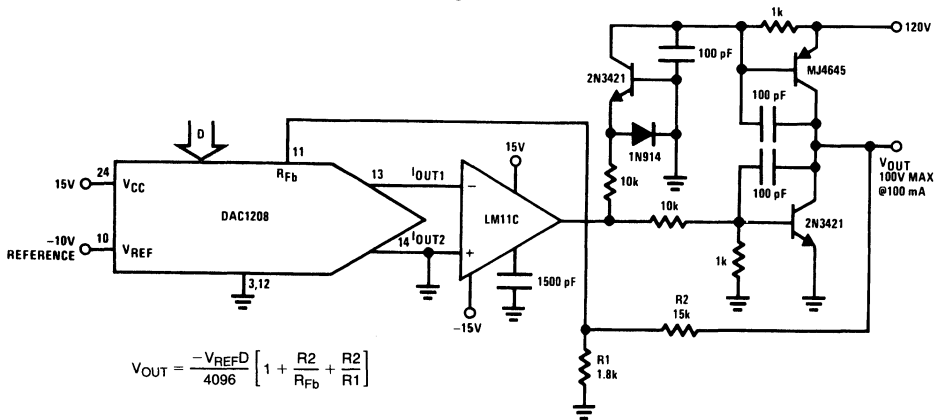 1k
120V
100 pF
2N3421
MJ4645
100 pF
D
1N914
11
15V
VOUT
100V MAX
@100 mA
RFb
13
IOUT1
100 pF
15V
24
VCC
10k
−
DAC1208
LM11C
10k
2N3421
−10V
REFERENCE
10
VREF
14
IOUT2
+
1500 pF
1k
3,12
R2
15k
−15V
VOUT = −VREFD / 4096 [1 + R2 / RFb + R2 / R1]
R1
1.8k